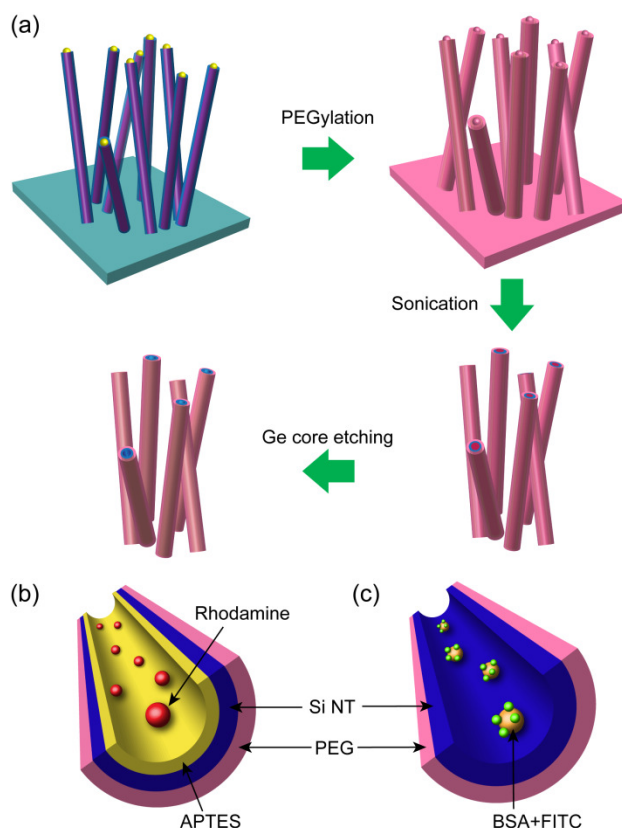 (a)
PEGylation
Sonication
Ge core etching
(b)
(c)
Rhodamine
Si NT
PEG
APTES
BSA+FITC